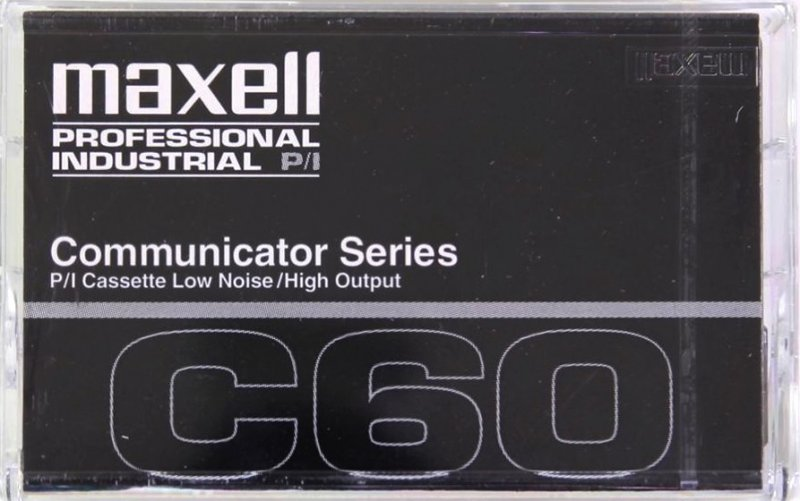 maxell
maxell
PROFESSIONAL
INDUSTRIAL P/I
Communicator Series
P/I Cassette Low Noise/High Output
C60